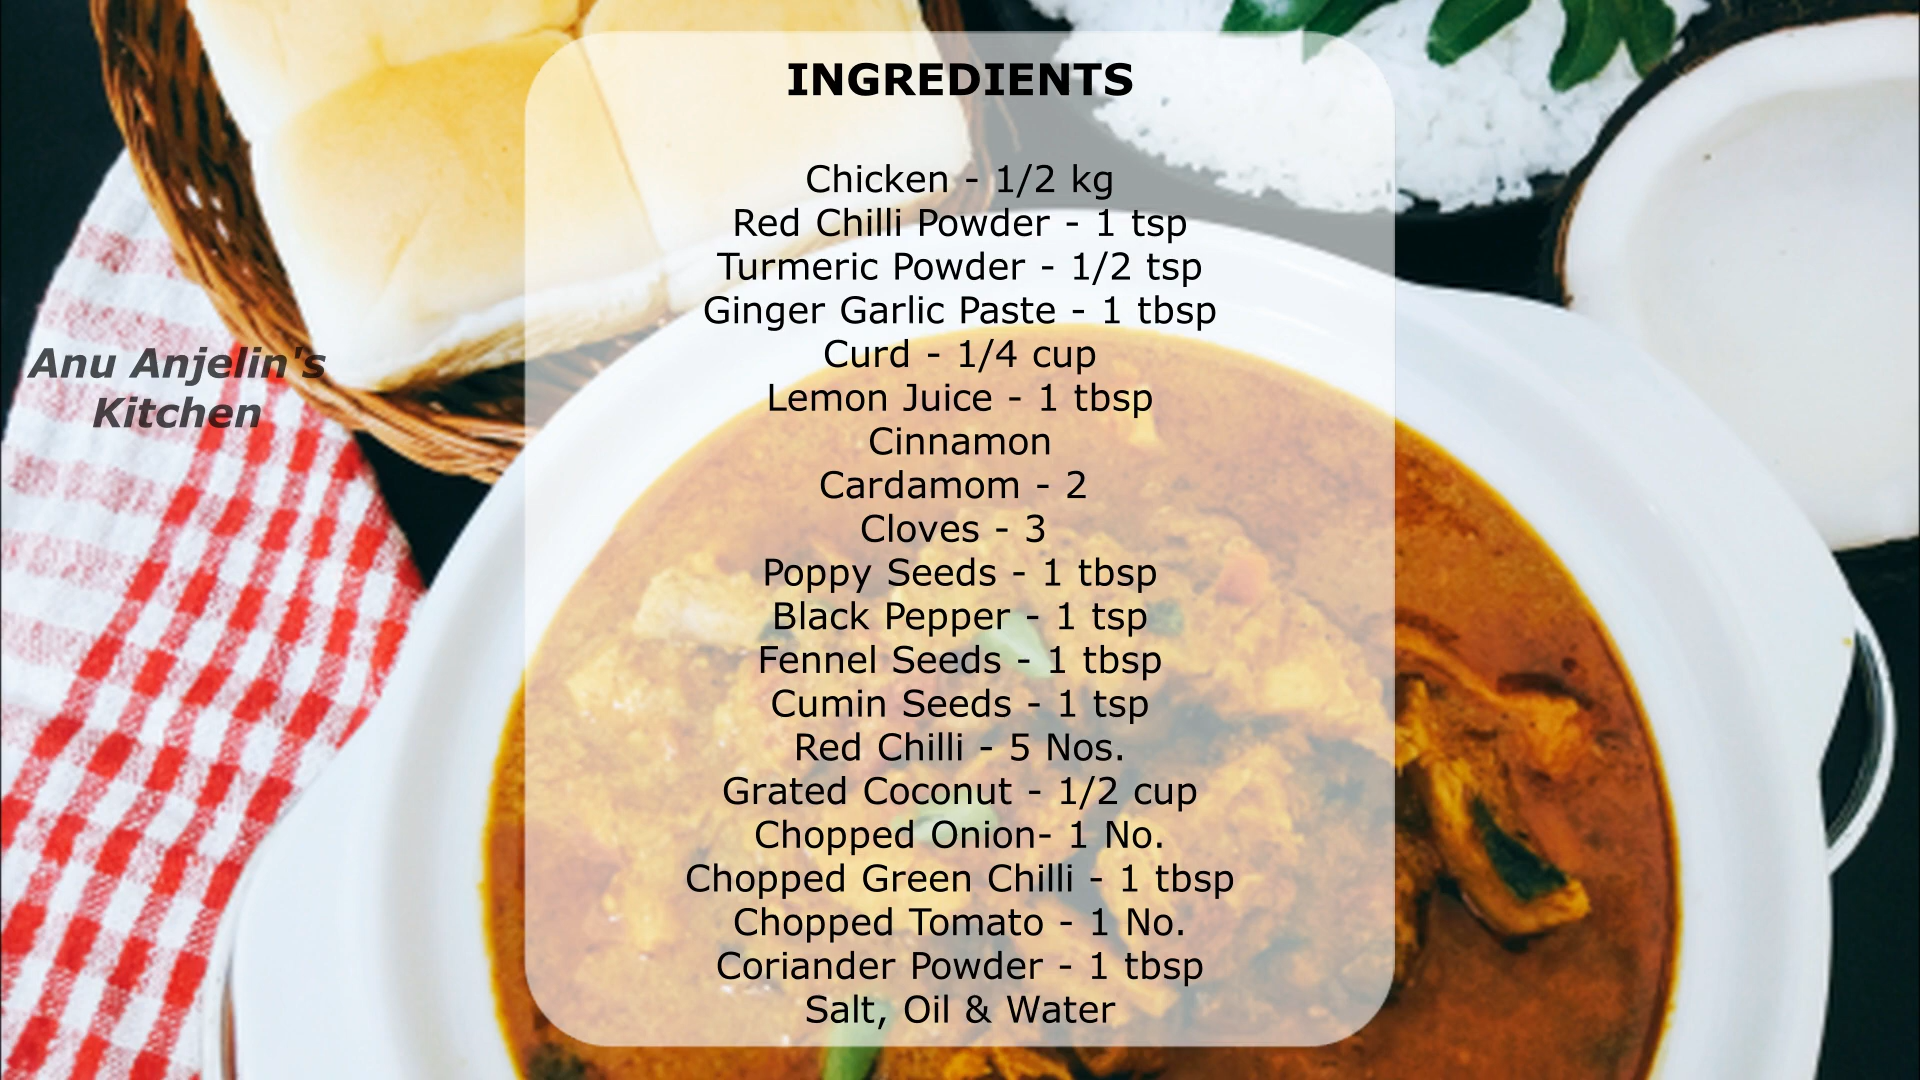 INGREDIENTS
Chicken - 1/2 kg
Red Chilli Powder - 1 tsp
Turmeric Powder - 1/2 tsp
Ginger Garlic Paste - 1 tbsp
Curd - 1/4 cup
Lemon Juice - 1 tbsp
Cinnamon
Cardamom - 2
Cloves - 3
Poppy Seeds - 1 tbsp
Black Pepper - 1 tsp
Fennel Seeds - 1 tbsp
Cumin Seeds - 1 tsp
Red Chilli - 5 Nos.
Grated Coconut - 1/2 cup
Chopped Onion- 1 No.
Chopped Green Chilli - 1 tbsp
Chopped Tomato - 1 No.
Coriander Powder - 1 tbsp
Salt, Oil & Water
Anu Anjelin's
Kitchen